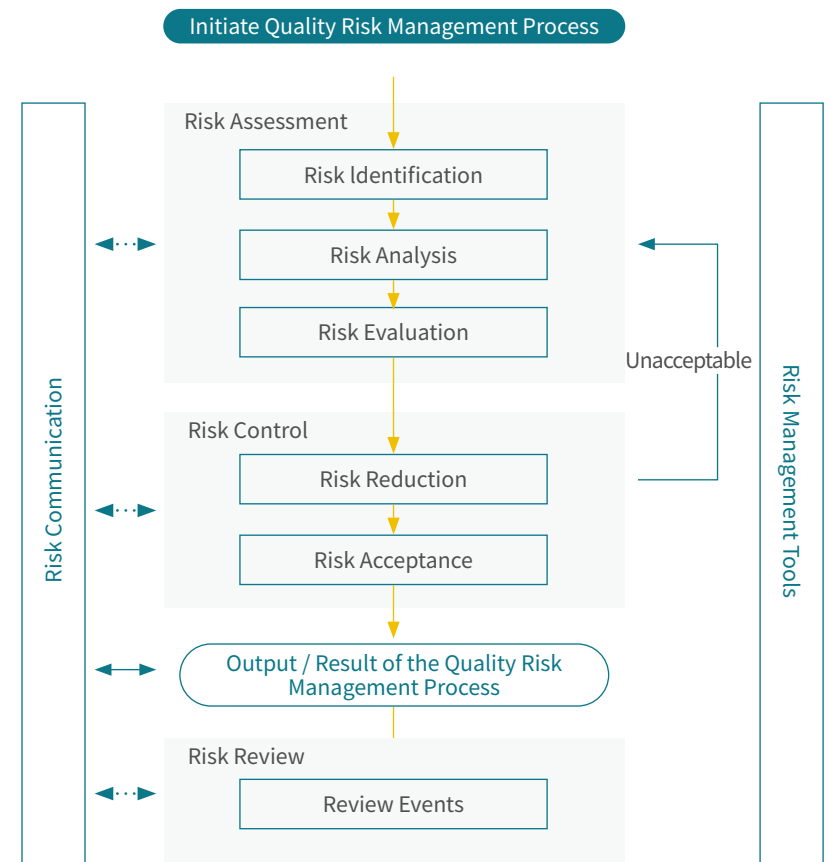 Initiate Quality Risk Management Process
Risk Assessment
Risk ldentification
Risk Analysis
Risk Evaluation
Unacceptable
Risk Control
Risk Reduction
Risk Acceptance
Output / Result of the Quality Risk
Management Process
Risk Review
Review Events
Risk Communication
Risk Management Tools